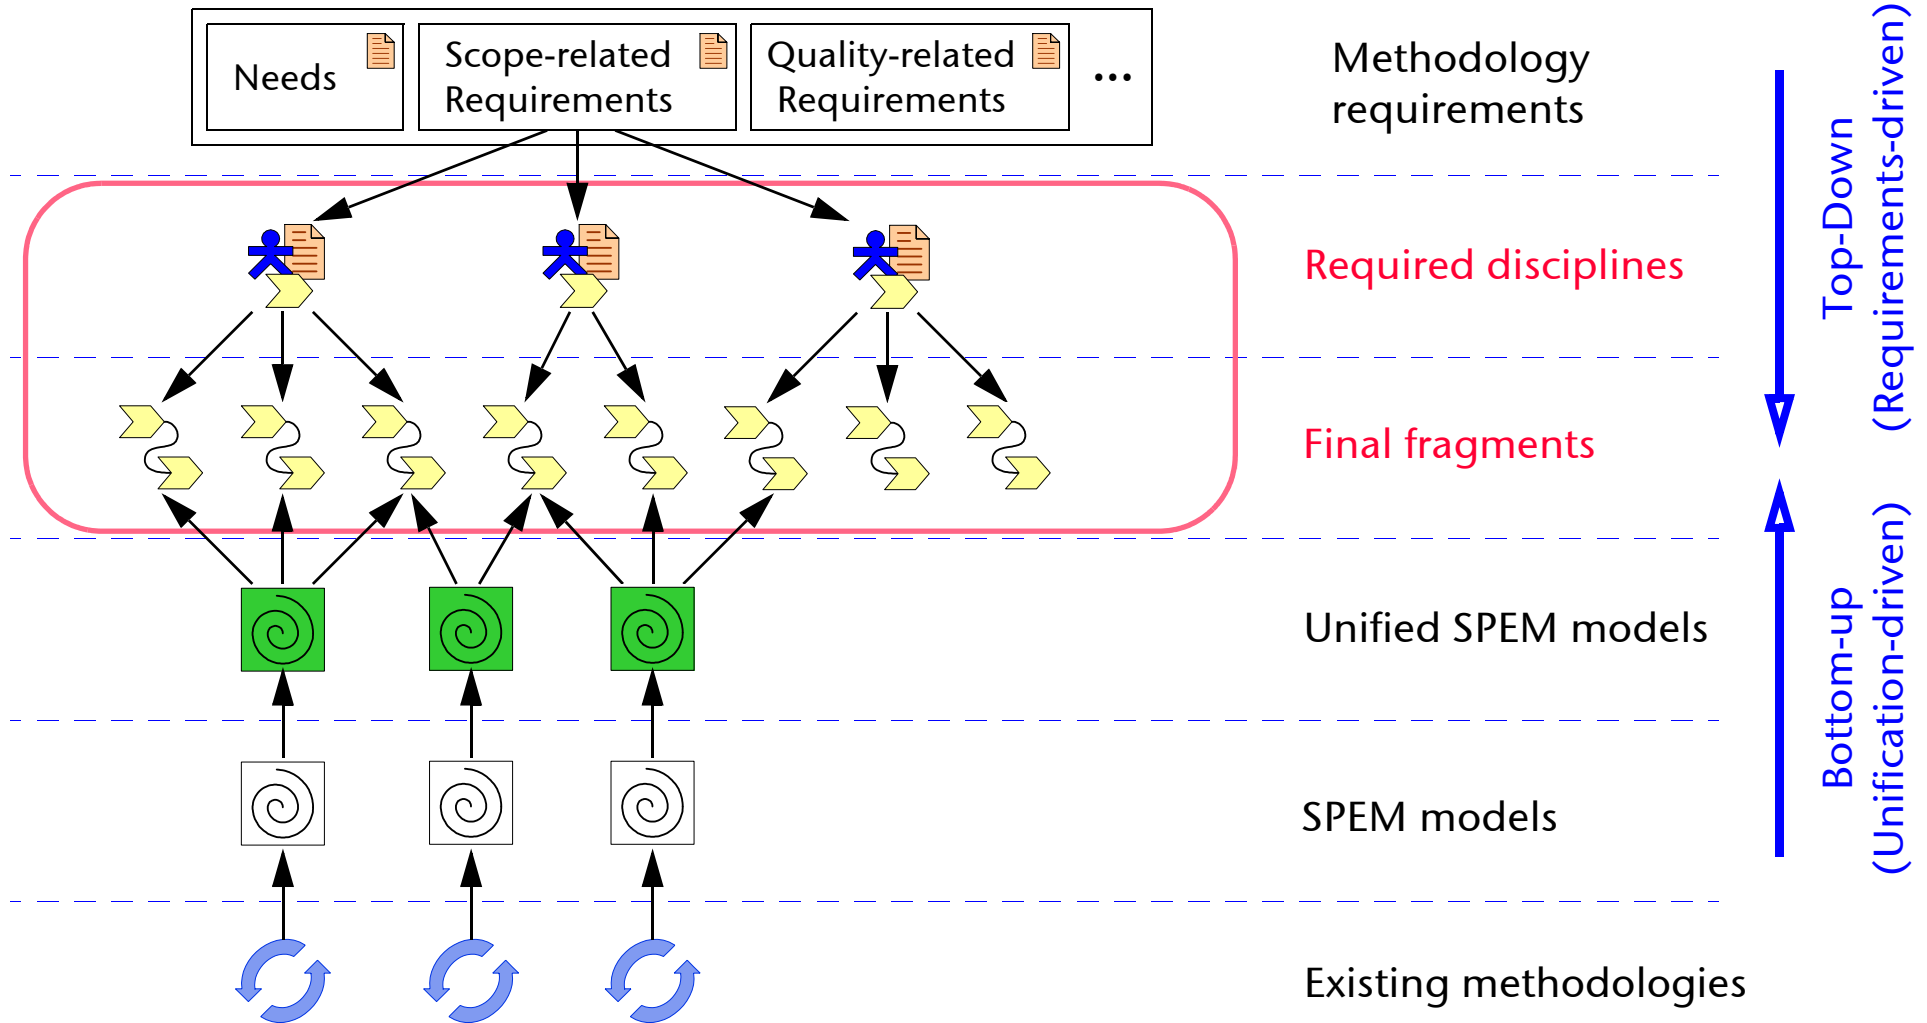 Needs
Scope-related
Requirements
Quality-related
Requirements
...
Methodology
requirements
Required disciplines
Final fragments
Unified SPEM models
SPEM models
Existing methodologies
Top-Down
(Requirements-driven)
Bottom-up
(Unification-driven)